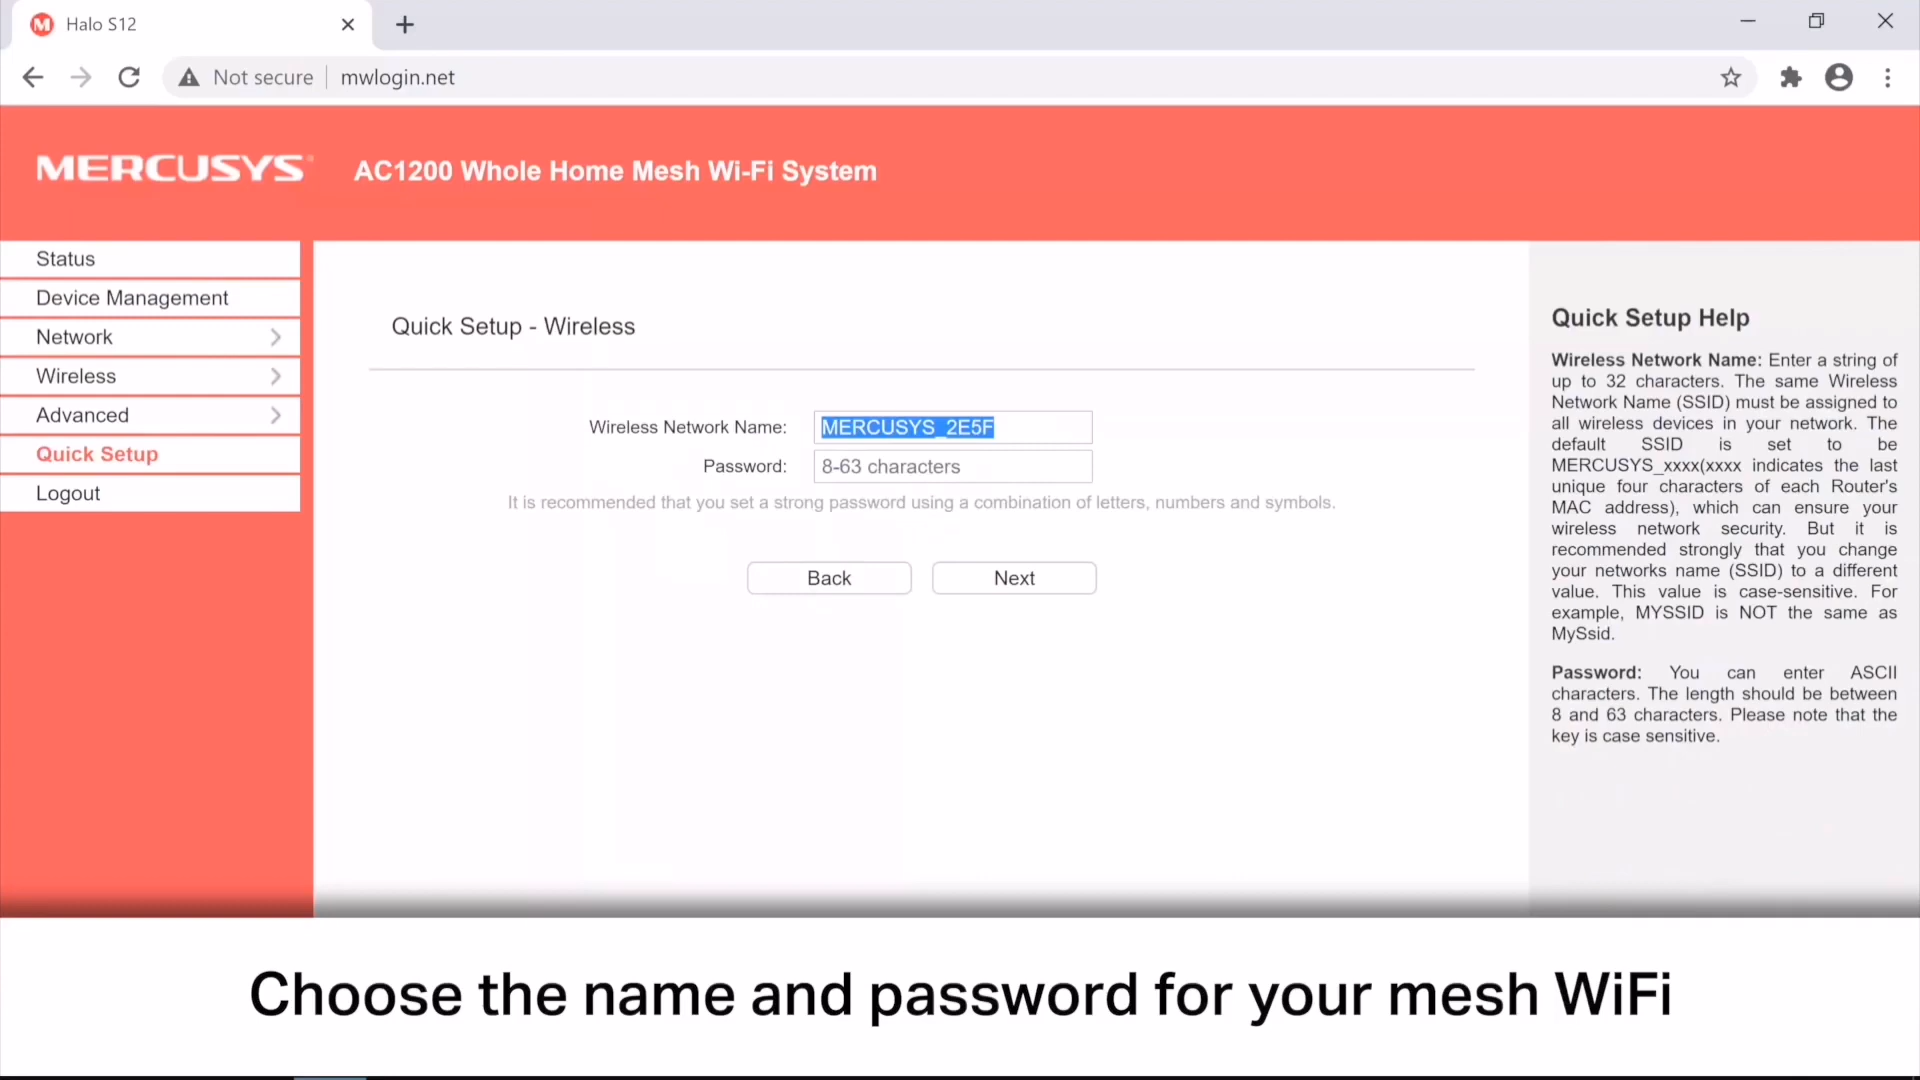 Halo S12
Not secure
mwlogin.net
MERCUSYS
AC1200 Whole Home Mesh Wi-Fi System
Status
Device Management
Network
Wireless
Advanced
Quick Setup
Logout
Quick Setup - Wireless
Wireless Network Name: MERCUSYS_2E5F
Password: 8-63 characters
It is recommended that you set a strong password using a combination of letters, numbers and symbols.
Back
Next
Quick Setup Help
Wireless Network Name: Enter a string of
up to 32 characters. The same Wireless
Network Name (SSID) must be assigned to
all wireless devices in your network. The
default SSID is set to be
MERCUSYS_xxxx(xxxx indicates the last
unique four characters of each Router's
MAC address), which can ensure your
wireless network security. But it is
recommended strongly that you change
your networks name (SSID) to a different
value. This value is case-sensitive. For
example, MYSSID is NOT the same as
MySsid.
Password: You can enter ASCII
characters. The length should be between
8 and 63 characters. Please note that the
key is case sensitive.
Choose the name and password for your mesh WiFi